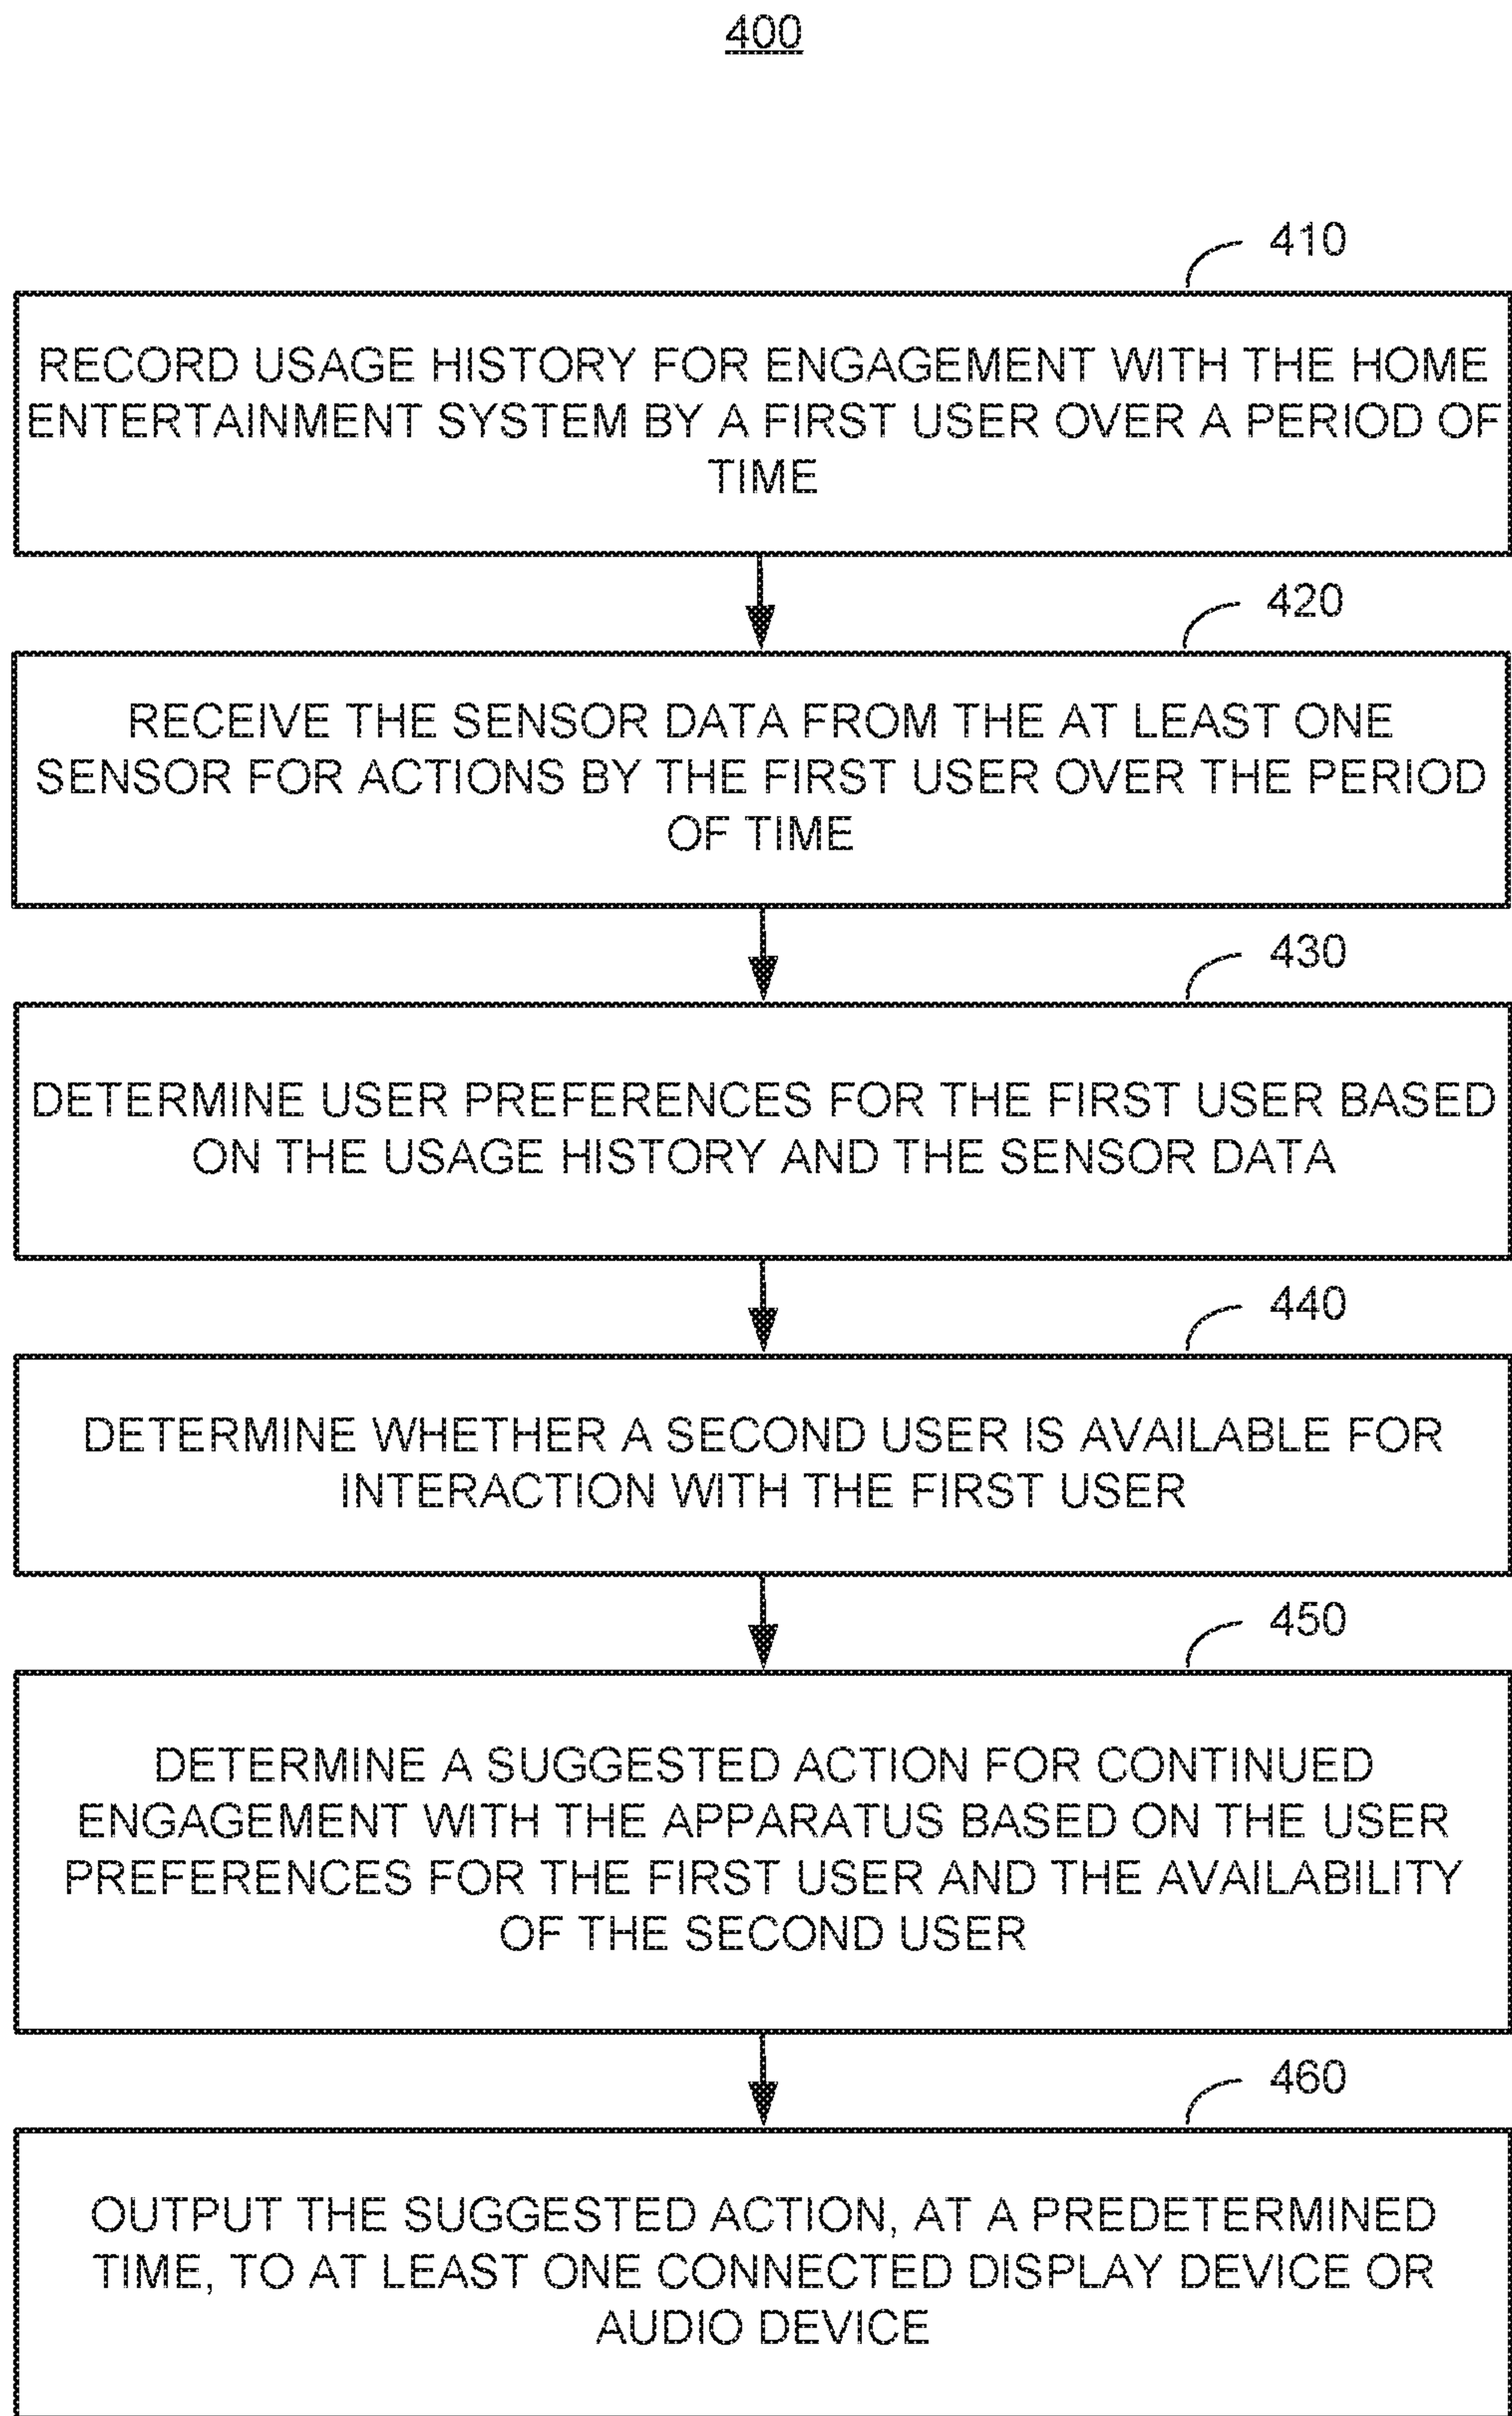 400
410
RECORD USAGE HISTORY FOR ENGAGEMENT WITH THE HOME
ENTERTAINMENT SYSTEM BY A FIRST USER OVER A PERIOD OF
TIME
420
RECEIVE THE SENSOR DATA FROM THE AT LEAST ONE
SENSOR FOR ACTIONS BY THE FIRST USER OVER THE PERIOD
OF TIME
430
DETERMINE USER PREFERENCES FOR THE FIRST USER BASED
ON THE USAGE HISTORY AND THE SENSOR DATA
440
DETERMINE WHETHER A SECOND USER IS AVAILABLE FOR
INTERACTION WITH THE FIRST USER
450
DETERMINE A SUGGESTED ACTION FOR CONTINUED
ENGAGEMENT WITH THE APPARATUS BASED ON THE USER
PREFERENCES FOR THE FIRST USER AND THE AVAILABILITY
OF THE SECOND USER
460
OUTPUT THE SUGGESTED ACTION, AT A PREDETERMINED
TIME, TO AT LEAST ONE CONNECTED DISPLAY DEVICE OR
AUDIO DEVICE